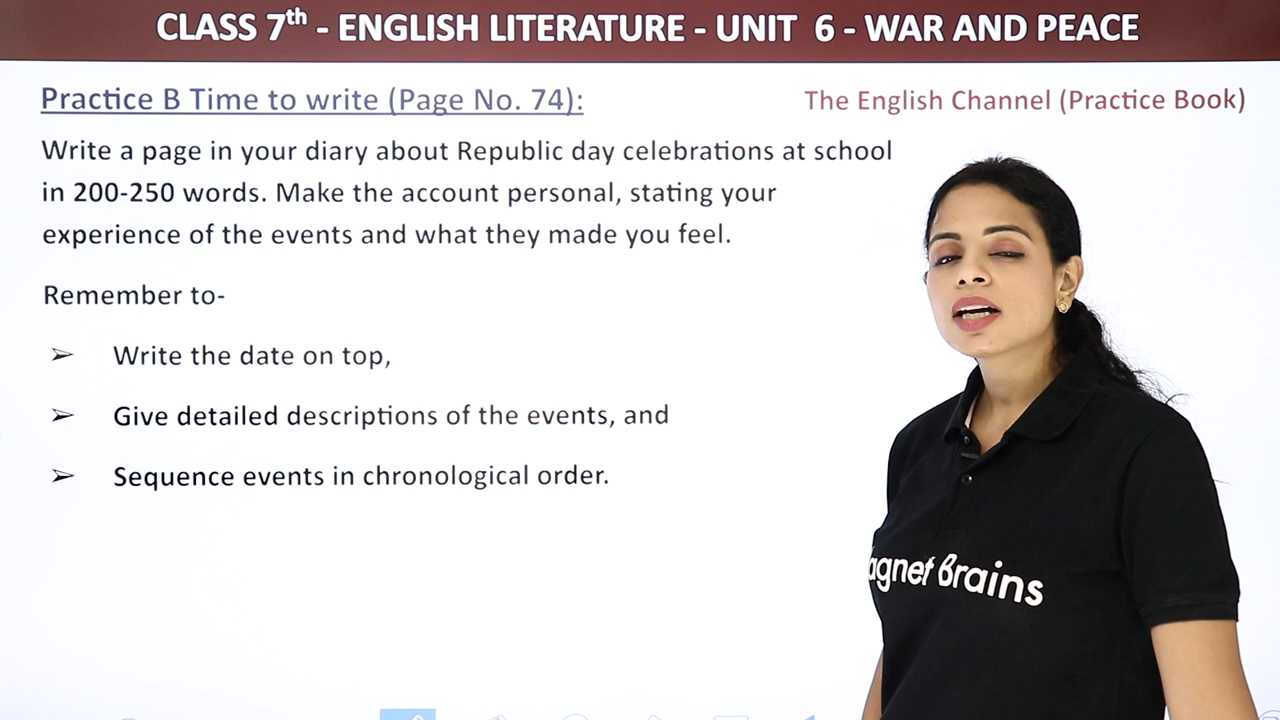 CLASS 7th - ENGLISH LITERATURE - UNIT 6 - WAR AND PEACE
Practice B Time to write (Page No. 74):
The English Channel (Practice Book)
Write a page in your diary about Republic day celebrations at school
in 200-250 words. Make the account personal, stating your
experience of the events and what they made you feel.
Remember to-
➢ Write the date on top,
➢ Give detailed descriptions of the events, and
➢ Sequence events in chronological order.
agnet Brains